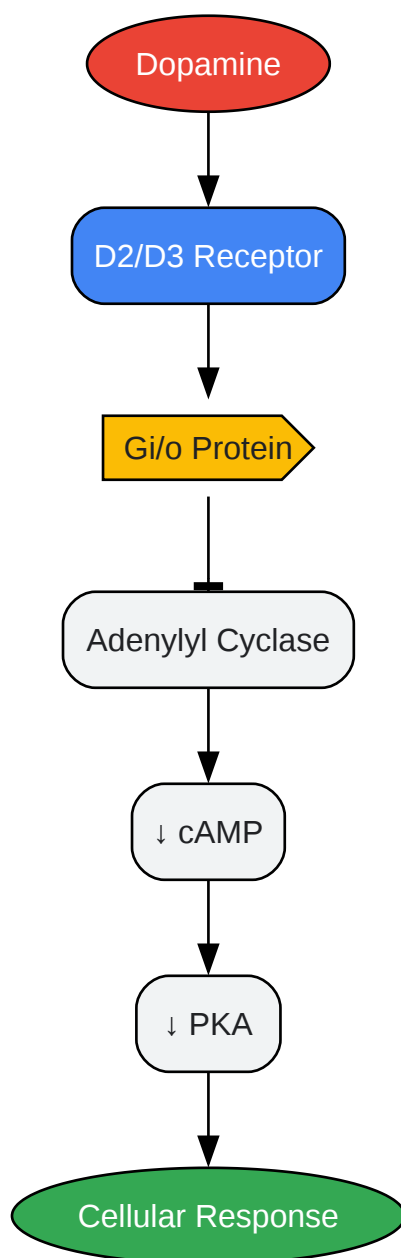 Dopamine
D2/D3 Receptor
Gi/o Protein
Adenylyl Cyclase
↓ cAMP
↓ PKA
Cellular Response